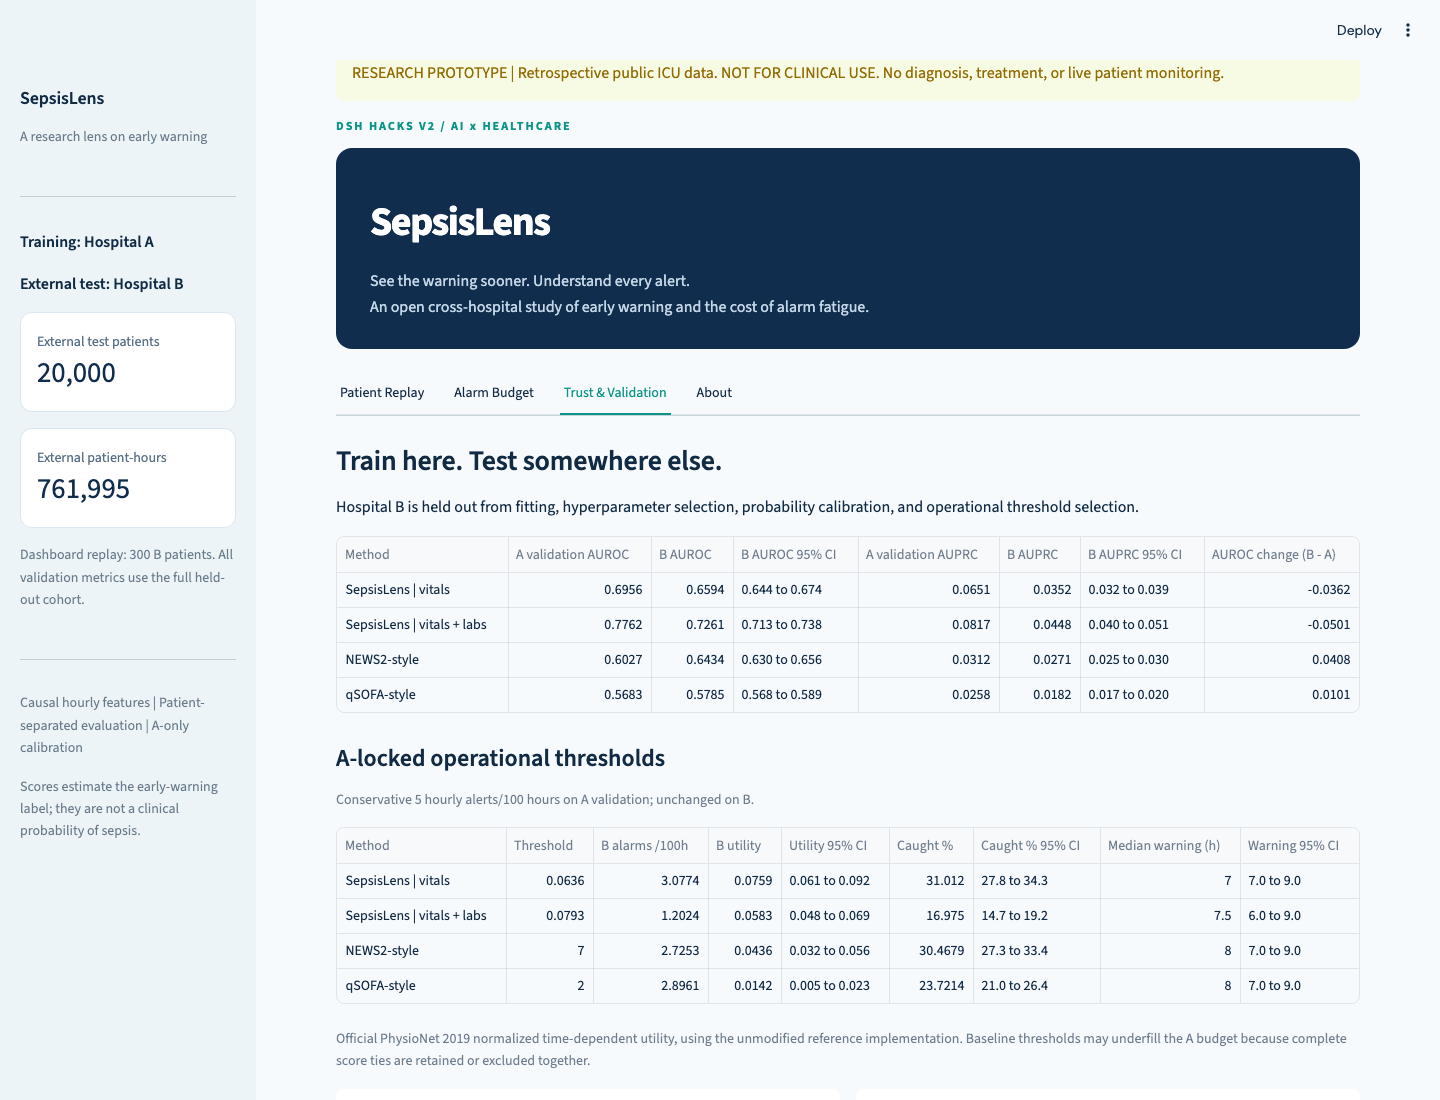 Deploy
SepsisLens
A research lens on early warning
Training: Hospital A
External test: Hospital B
External test patients
20,000
External patient-hours
761,995
Dashboard replay: 300 B patients. All
validation metrics use the full held-
out cohort.
Causal hourly features | Patient-
separated evaluation | A-only
calibration
Scores estimate the early-warning
label; they are not a clinical
probability of sepsis.
RESEARCH PROTOTYPE | Retrospective public ICU data. NOT FOR CLINICAL USE. No diagnosis, treatment, or live patient monitoring.
DSH HACKS V2 / AI x HEALTHCARE
SepsisLens
See the warning sooner. Understand every alert.
An open cross-hospital study of early warning and the cost of alarm fatigue.
Patient Replay Alarm Budget Trust & Validation About
Train here. Test somewhere else.
Hospital B is held out from fitting, hyperparameter selection, probability calibration, and operational threshold selection.
Method A validation AUROC B AUROC B AUROC 95% CI A validation AUPRC B AUPRC B AUPRC 95% CI AUROC change (B - A)
SepsisLens | vitals 0.6956 0.6594 0.644 to 0.674 0.0651 0.0352 0.032 to 0.039 -0.0362
SepsisLens | vitals + labs 0.7762 0.7261 0.713 to 0.738 0.0817 0.0448 0.040 to 0.051 -0.0501
NEWS2-style 0.6027 0.6434 0.630 to 0.656 0.0312 0.0271 0.025 to 0.030 0.0408
qSOFA-style 0.5683 0.5785 0.568 to 0.589 0.0258 0.0182 0.017 to 0.020 0.0101
A-locked operational thresholds
Conservative 5 hourly alerts/100 hours on A validation; unchanged on B.
Method Threshold B alarms /100h B utility Utility 95% CI Caught % Caught % 95% CI Median warning (h) Warning 95% CI
SepsisLens | vitals 0.0636 3.0774 0.0759 0.061 to 0.092 31.012 27.8 to 34.3 7 7.0 to 9.0
SepsisLens | vitals + labs 0.0793 1.2024 0.0583 0.048 to 0.069 16.975 14.7 to 19.2 7.5 6.0 to 9.0
NEWS2-style 7 2.7253 0.0436 0.032 to 0.056 30.4679 27.3 to 33.4 8 7.0 to 9.0
qSOFA-style 2 2.8961 0.0142 0.005 to 0.023 23.7214 21.0 to 26.4 8 7.0 to 9.0
Official PhysioNet 2019 normalized time-dependent utility, using the unmodified reference implementation. Baseline thresholds may underfill the A budget because complete
score ties are retained or excluded together.